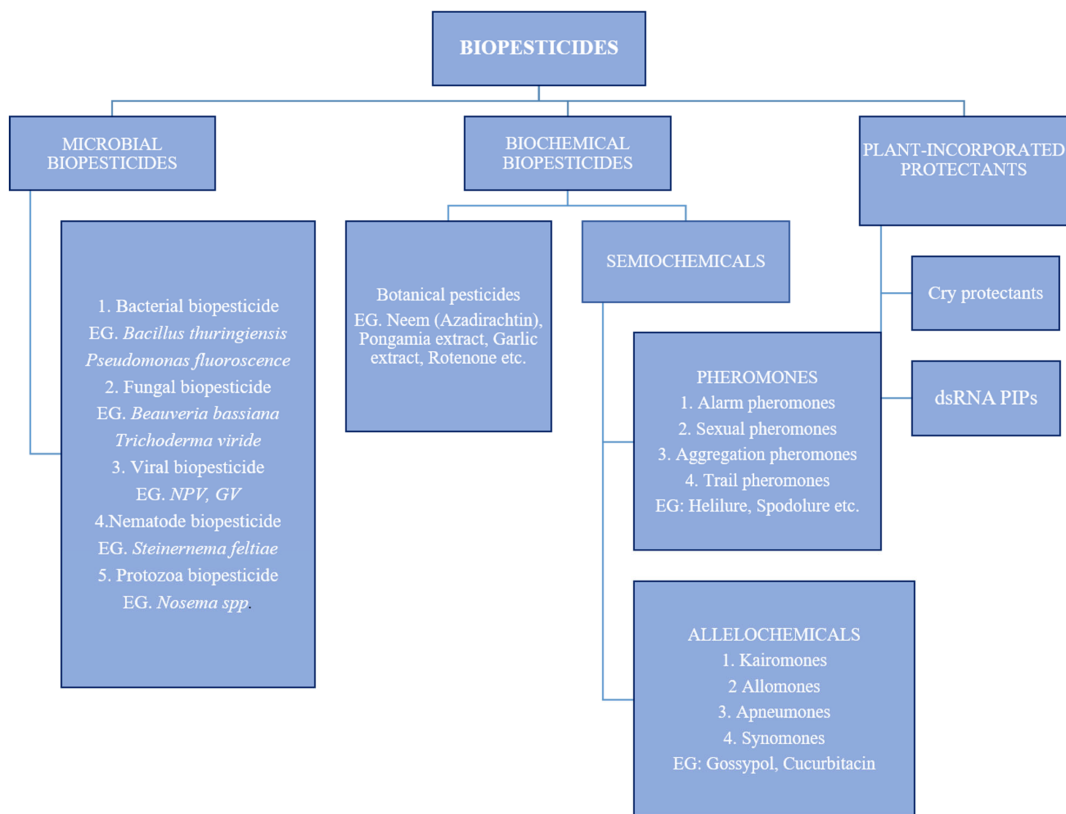 BIOPESTICIDES
MICROBIAL
BIOPESTICIDES
1. Bacterial biopesticide
EG. Bacillus thuringiensis
Pseudomonas fluoroscence
2. Fungal biopesticide
EG. Beauveria bassiana
Trichoderma viride
3. Viral biopesticide
EG. NPV, GV
4.Nematode biopesticide
EG. Steinernema feltiae
5. Protozoa biopesticide
EG. Nosema spp.
BIOCHEMICAL
BIOPESTICIDES
Botanical pesticides
EG. Neem (Azadirachtin),
Pongamia extract, Garlic
extract, Rotenone etc.
SEMIOCHEMICALS
PHEROMONES
1. Alarm pheromones
2. Sexual pheromones
3. Aggregation pheromones
4. Trail pheromones
EG: Helilure, Spodolure etc.
ALLELOCHEMICALS
1. Kairomones
2 Allomones
3. Apneumones
4. Synomones
EG: Gossypol, Cucurbitacin
PLANT-INCORPORATED
PROTECTANTS
Cry protectants
dsRNA PIPs